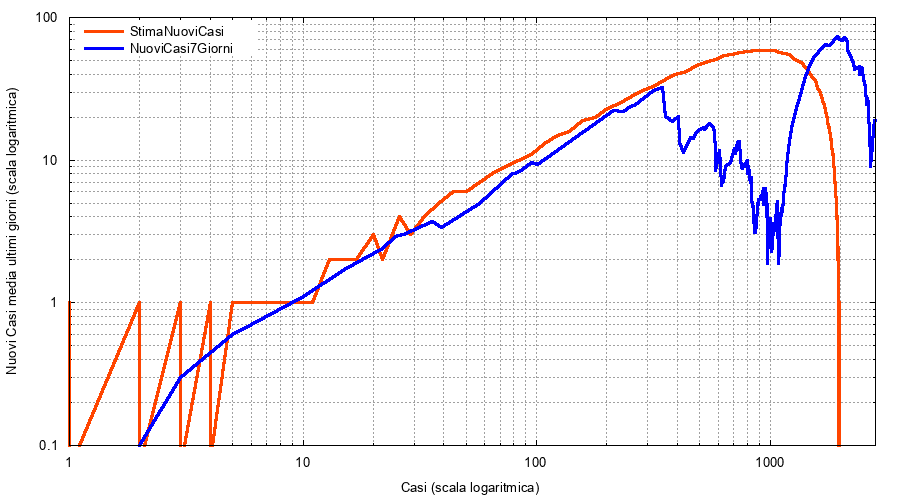 100
StimaNuoviCasi
NuoviCasi7Giorni
10
1
0.1
Nuovi Casi media ultimi giorni (scala logaritmica)
1
10
100
1000
Casi (scala logaritmica)